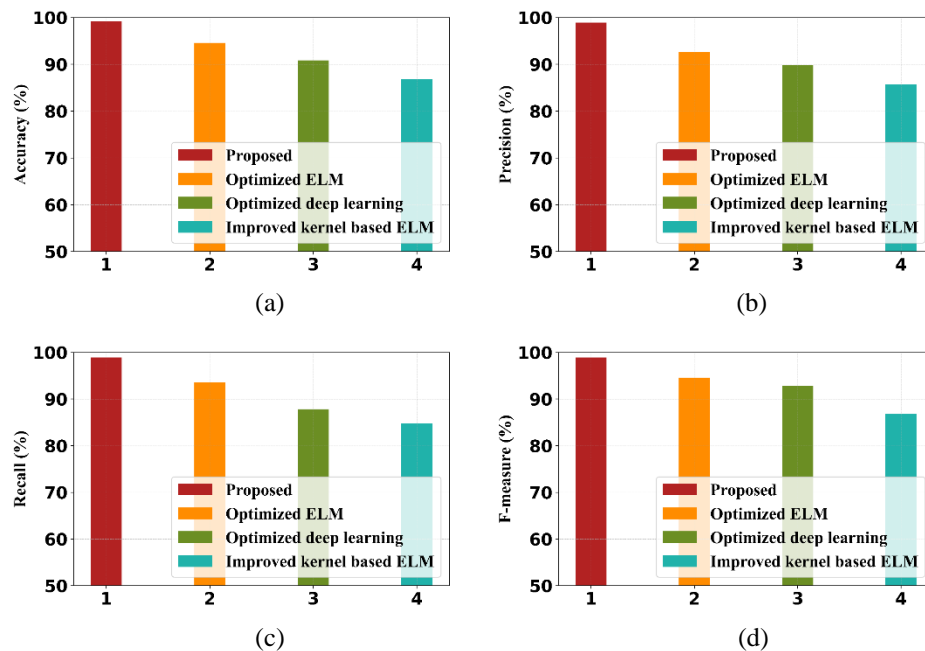 100
90
80
70
60
50
Accuracy (%)
Proposed
Optimized ELM
Optimized deep learning
Improved kernel based ELM
1 2 3 4
(a)
100
90
80
70
60
50
Precision (%)
Proposed
Optimized ELM
Optimized deep learning
Improved kernel based ELM
1 2 3 4
(b)
100
90
80
70
60
50
Recall (%)
Proposed
Optimized ELM
Optimized deep learning
Improved kernel based ELM
1 2 3 4
(c)
100
90
80
70
60
50
F-measure (%)
Proposed
Optimized ELM
Optimized deep learning
Improved kernel based ELM
1 2 3 4
(d)